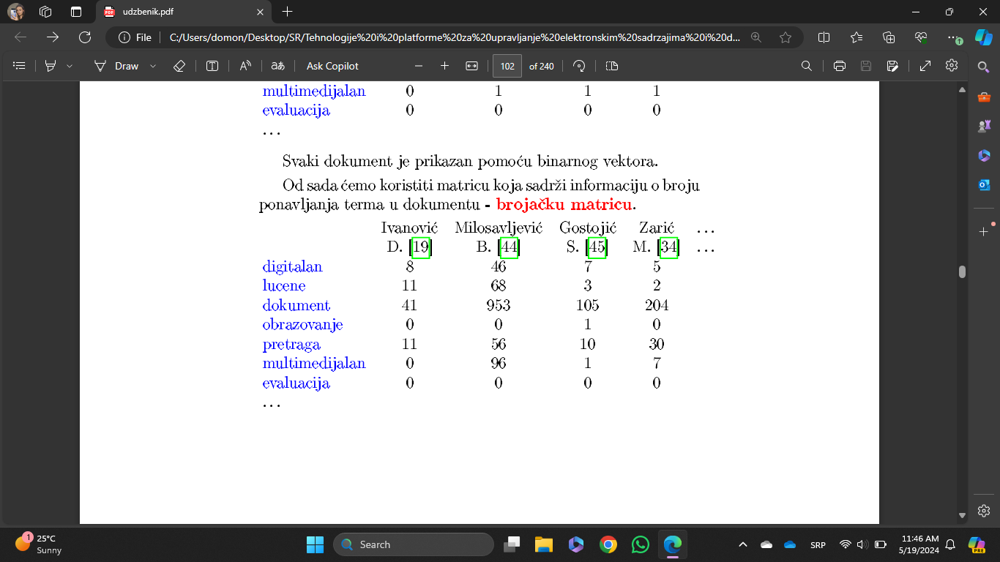 udzbenik.pdf
File C:/Users/domon/Desktop/SR/Tehnologije%20i%20platforme%20za%20upravljanje%20elektronskim%20sadrzajima%20i%20d...
Draw Ask Copilot 102 of 240
multimedijalan 0 1 1 1
evaluacija 0 0 0 0
...
Svaki dokument je prikazan pomoću binarnog vektora.
Od sada ćemo koristiti matricu koja sadrži informaciju o broju
ponavljanja terma u dokumentu - brojačku matricu.
Ivanović Milosavljević Gostojić Zarić ...
D. [19] B. [44] S. [45] M. [34] ...
digitalan 8 46 7 5
lucene 11 68 3 2
dokument 41 953 105 204
obrazovanje 0 0 1 0
pretraga 11 56 10 30
multimedijalan 0 96 1 7
evaluacija 0 0 0 0
...
1 25°C
Sunny
Search
SRP
11:46 AM
5/19/2024
PRE